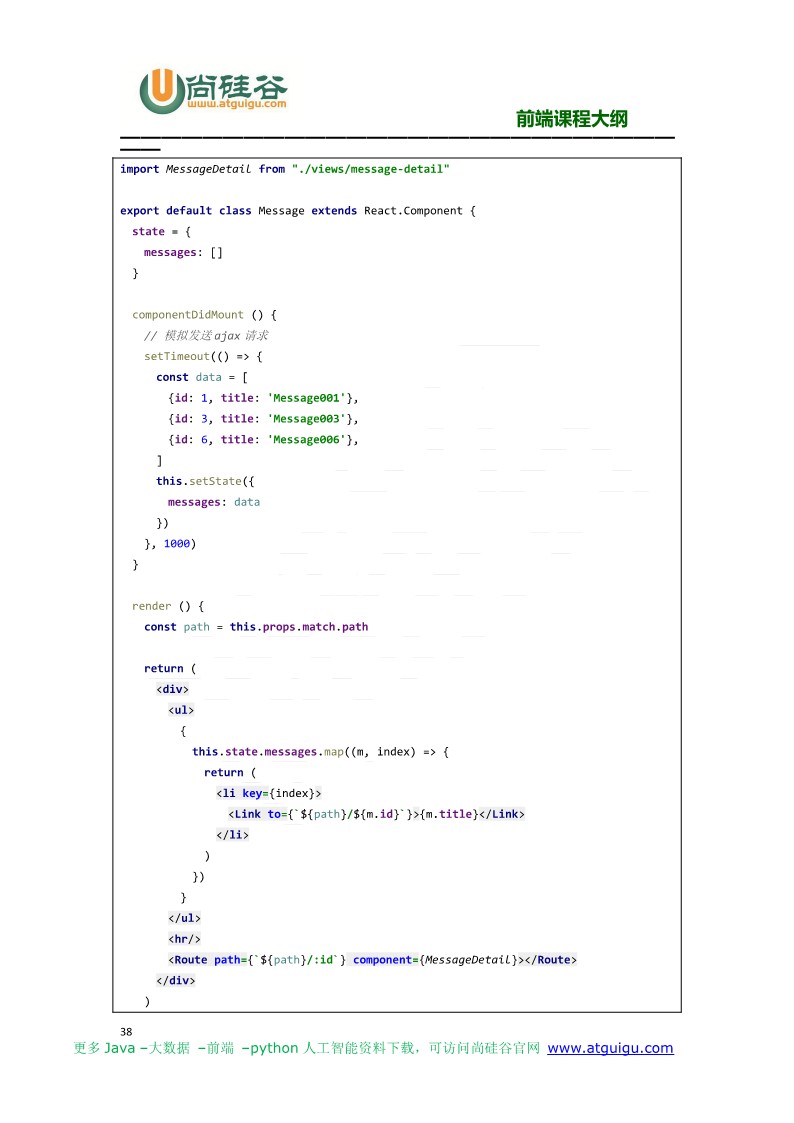 尚硅谷
www.atguigu.com
前端课程大纲
import MessageDetail from "./views/message-detail"
export default class Message extends React.Component {
state = {
messages: []
}
componentDidMount () {
// 模拟发送 ajax 请求
setTimeout(() => {
const data = [
{id: 1, title: 'Message001'},
{id: 3, title: 'Message003'},
{id: 6, title: 'Message006'},
]
this.setState({
messages: data
})
}, 1000)
}
render () {
const path = this.props.match.path
return (
<div>
<ul>
{
this.state.messages.map((m, index) => {
return (
<li key={index}>
<Link to={`${path}/${m.id}`}>{m.title}</Link>
</li>
)
})
}
</ul>
<hr/>
<Route path={`${path}/:id`} component={MessageDetail}></Route>
</div>
)
38
更多 Java –大数据 –前端 –python 人工智能资料下载，可访问尚硅谷官网 www.atguigu.com